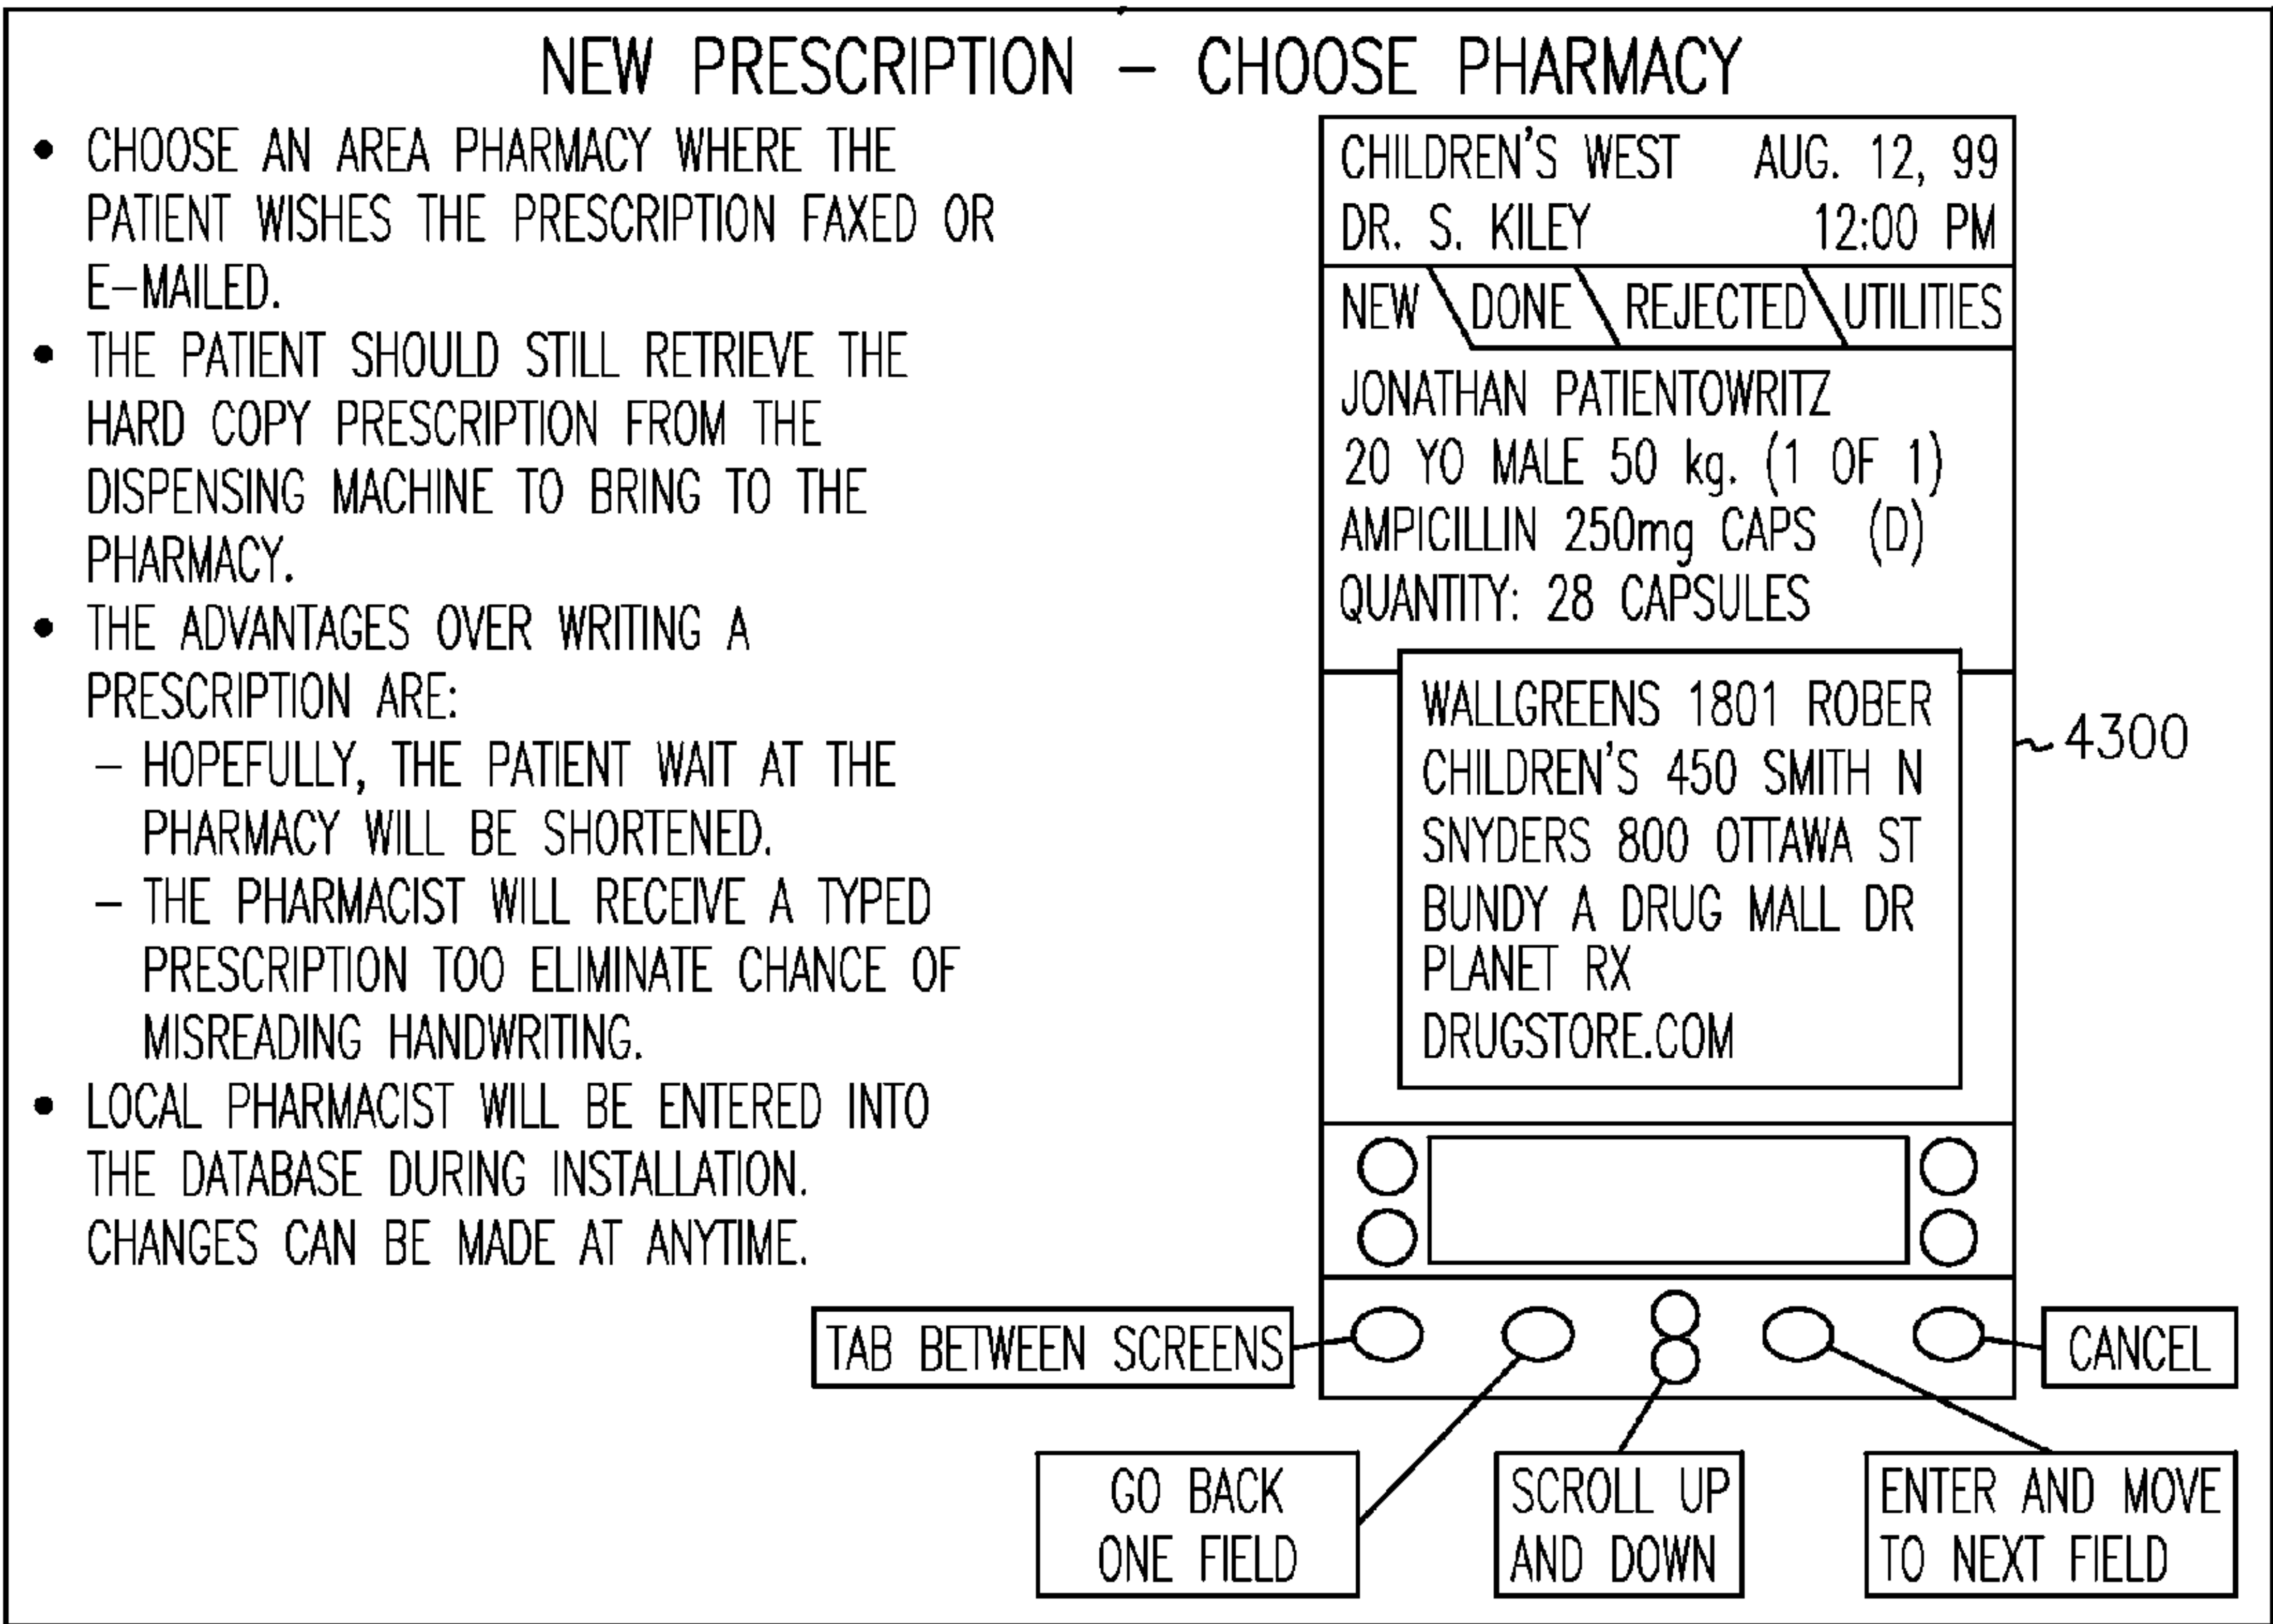 NEW PRESCRIPTION – CHOOSE PHARMACY
• CHOOSE AN AREA PHARMACY WHERE THE
PATIENT WISHES THE PRESCRIPTION FAXED OR
E-MAILED.
• THE PATIENT SHOULD STILL RETRIEVE THE
HARD COPY PRESCRIPTION FROM THE
DISPENSING MACHINE TO BRING TO THE
PHARMACY.
• THE ADVANTAGES OVER WRITING A
PRESCRIPTION ARE:
– HOPEFULLY, THE PATIENT WAIT AT THE
PHARMACY WILL BE SHORTENED.
– THE PHARMACIST WILL RECEIVE A TYPED
PRESCRIPTION TOO ELIMINATE CHANCE OF
MISREADING HANDWRITING.
• LOCAL PHARMACIST WILL BE ENTERED INTO
THE DATABASE DURING INSTALLATION.
CHANGES CAN BE MADE AT ANYTIME.
CHILDREN'S WEST AUG. 12, 99
DR. S. KILEY 12:00 PM
NEW DONE REJECTED UTILITIES
JONATHAN PATIENTOWRITZ
20 YO MALE 50 kg. (1 OF 1)
AMPICILLIN 250mg CAPS (D)
QUANTITY: 28 CAPSULES
WALLGREENS 1801 ROBER
CHILDREN'S 450 SMITH N
SNYDERS 800 OTTAWA ST
BUNDY A DRUG MALL DR
PLANET RX
DRUGSTORE.COM
4300
TAB BETWEEN SCREENS
CANCEL
GO BACK
ONE FIELD
SCROLL UP
AND DOWN
ENTER AND MOVE
TO NEXT FIELD